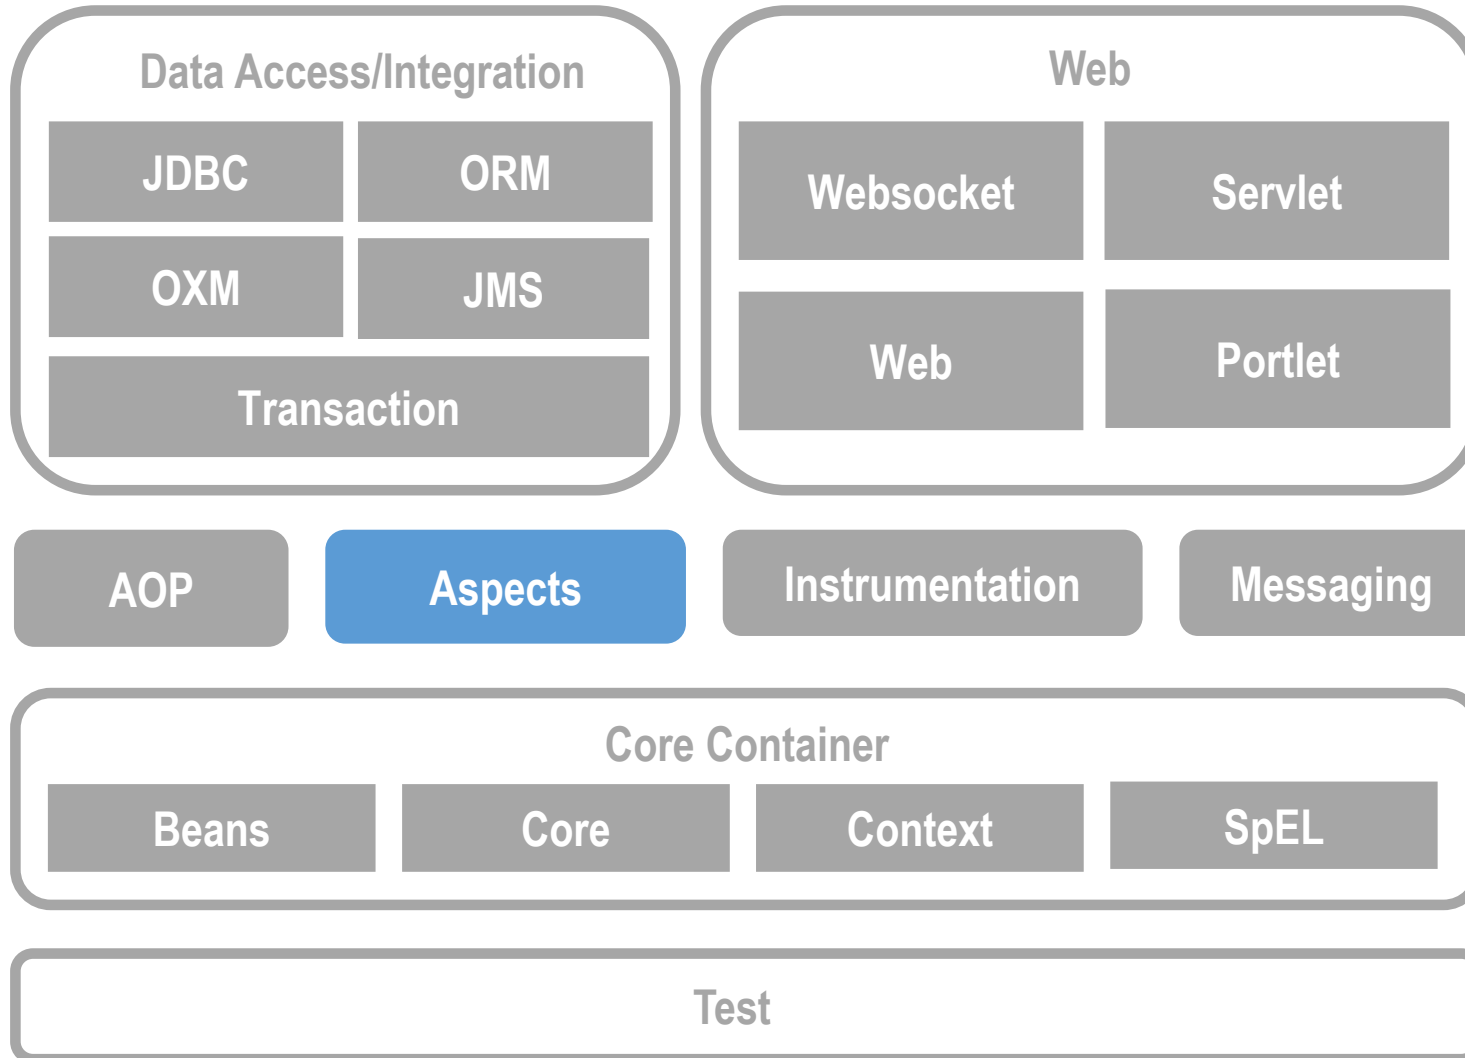 Data Access/Integration
JDBC
ORM
OXM
JMS
Transaction
Web
Websocket
Servlet
Web
Portlet
AOP
Aspects
Instrumentation
Messaging
Core Container
Beans
Core
Context
SpEL
Test